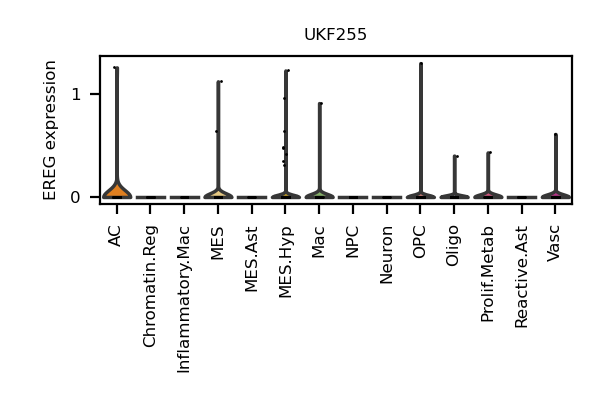 UKF255
EREG expression
1
0
AC
Chromatin.Reg
Inflammatory.Mac
MES
MES.Ast
MES.Hyp
Mac
NPC
Neuron
OPC
Oligo
Prolif.Metab
Reactive.Ast
Vasc